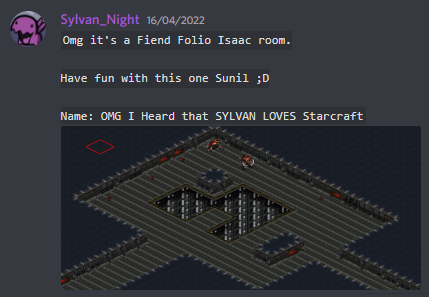 Sylvan_Night 16/04/2022
Omg it's a Fiend Folio Isaac room.
Have fun with this one Sunil ;D
Name: OMG I Heard that SYLVAN LOVES Starcraft